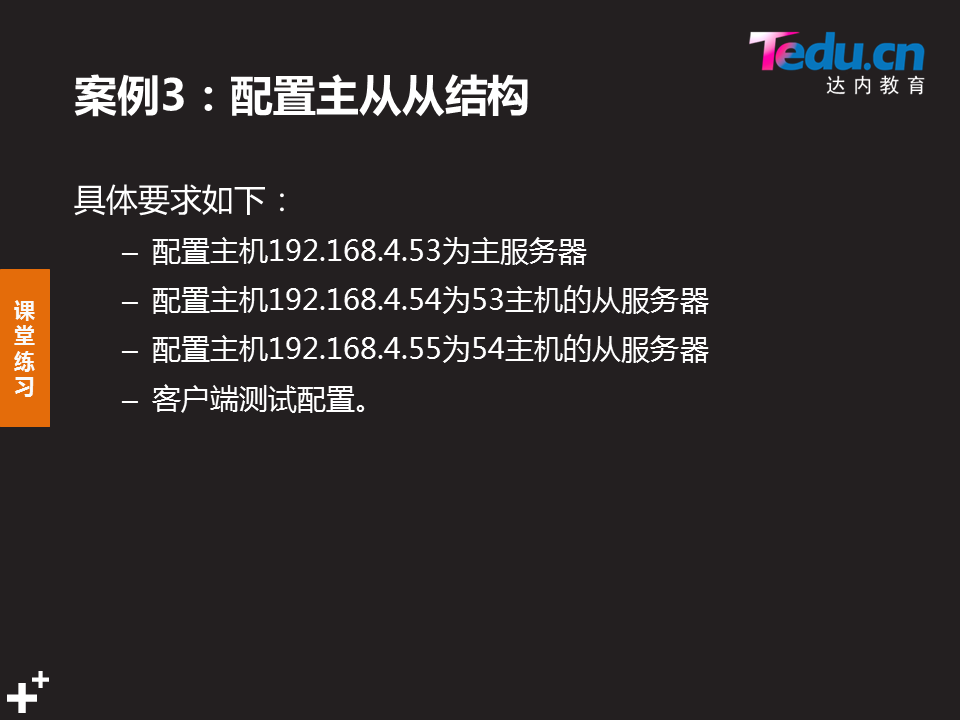 Tedu.cn
达内教育
案例3：配置主从从结构
具体要求如下：
– 配置主机192.168.4.53为主服务器
– 配置主机192.168.4.54为53主机的从服务器
– 配置主机192.168.4.55为54主机的从服务器
– 客户端测试配置。
课
堂
练
习